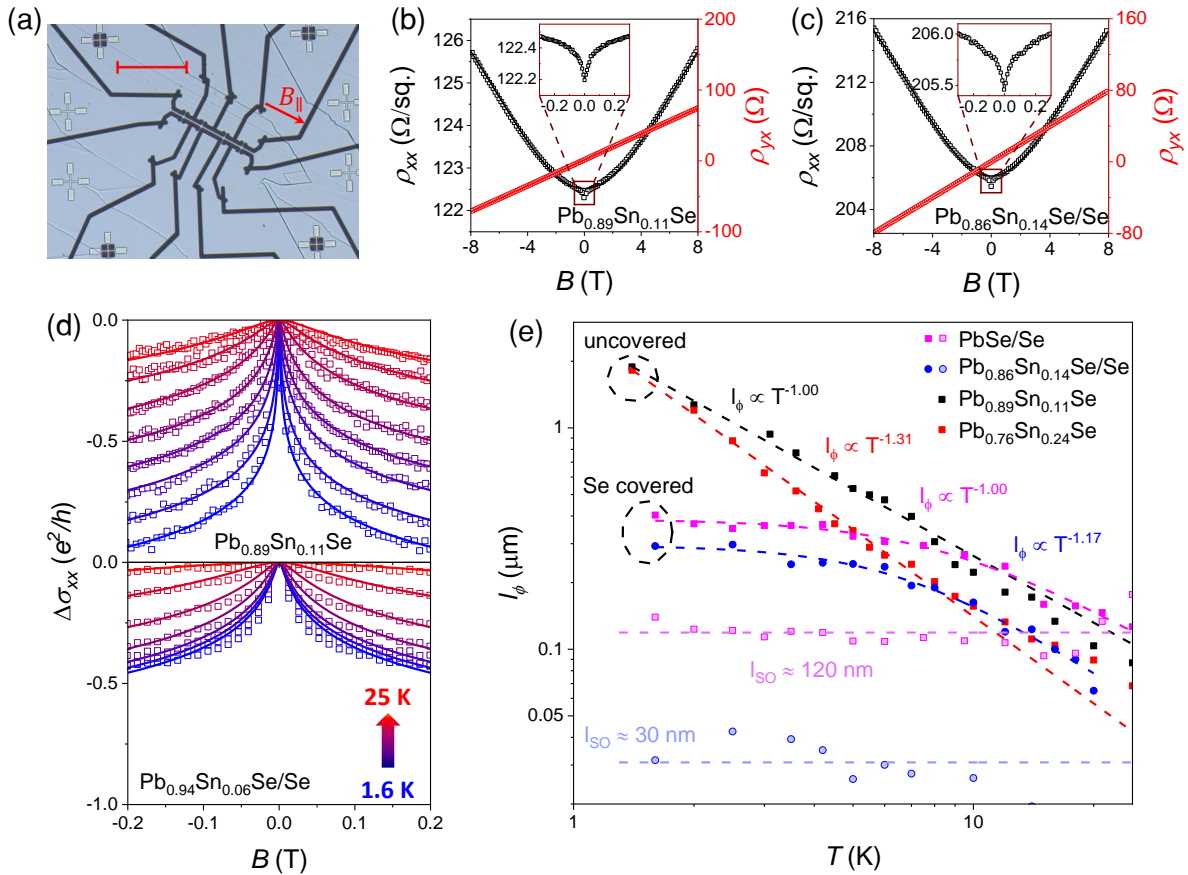 (a)
B∥
(b)
ρxx (Ω/sq.)
126
125
124
123
122
122.4
122.2
-0.2 0.0 0.2
Pb0.89Sn0.11Se
-8 -4 0 4 8
B (T)
200
100
0
-100
ρyx (Ω)
(c)
ρxx (Ω/sq.)
216
212
208
204
206.0
205.5
-0.2 0.0 0.2
Pb0.86Sn0.14Se/Se
-8 -4 0 4 8
B (T)
160
80
0
-80
ρyx (Ω)
(d)
Δσxx (e²/h)
0.0
-0.5
Pb0.89Sn0.11Se
0.0
-0.5
-1.0
25 K
1.6 K
Pb0.94Sn0.06Se/Se
-0.2 -0.1 0.0 0.1 0.2
B (T)
(e)
uncovered
Se covered
PbSe/Se
Pb0.86Sn0.14Se/Se
Pb0.89Sn0.11Se
Pb0.76Sn0.24Se
lϕ ∝ T-1.00
lϕ ∝ T-1.31
lϕ ∝ T-1.00
lϕ ∝ T-1.17
lϕ (μm)
1
0.1
0.05
lSO ≈ 120 nm
lSO ≈ 30 nm
1 10
T (K)